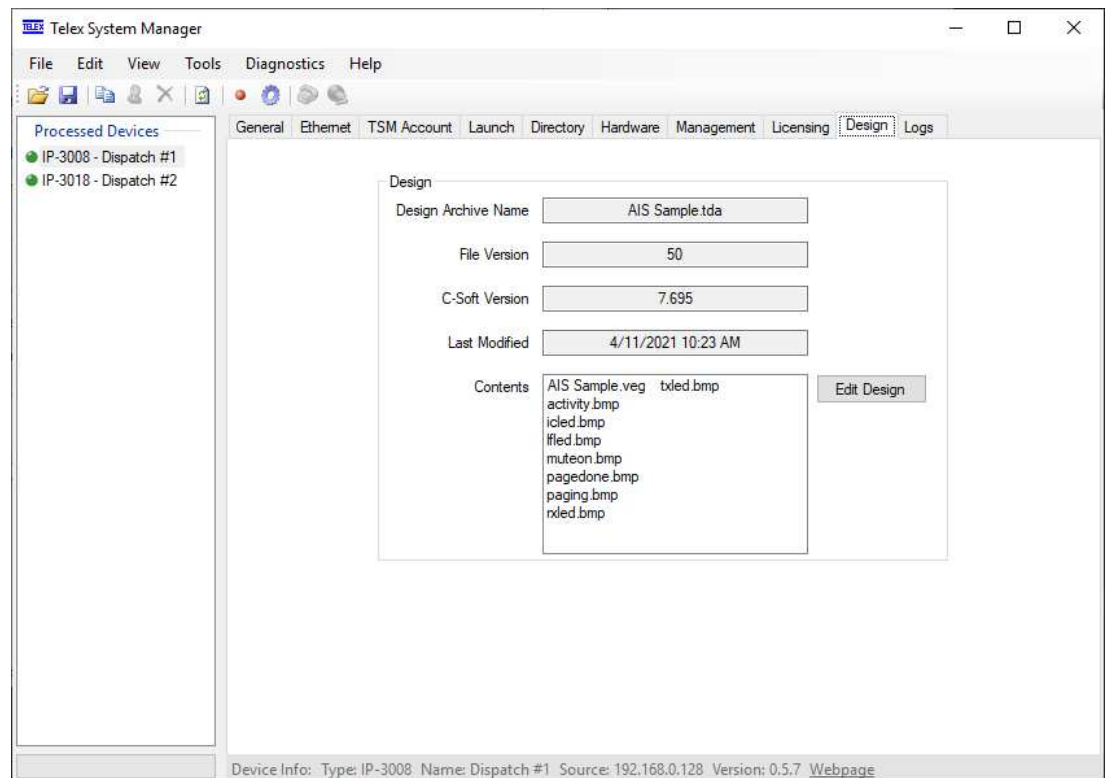 TELEX Telex System Manager
File Edit View Tools Diagnostics Help
Processed Devices
IP-3008 - Dispatch #1
IP-3018 - Dispatch #2
General Ethernet TSM Account Launch Directory Hardware Management Licensing Design Logs
Design
Design Archive Name AIS Sample.tda
File Version 50
C-Soft Version 7.695
Last Modified 4/11/2021 10:23 AM
Contents AIS Sample.veg txled.bmp
activity.bmp
icled.bmp
lfled.bmp
muteon.bmp
pagedone.bmp
paging.bmp
rxled.bmp
Edit Design
Device Info: Type: IP-3008 Name: Dispatch #1 Source: 192.168.0.128 Version: 0.5.7 Webpage